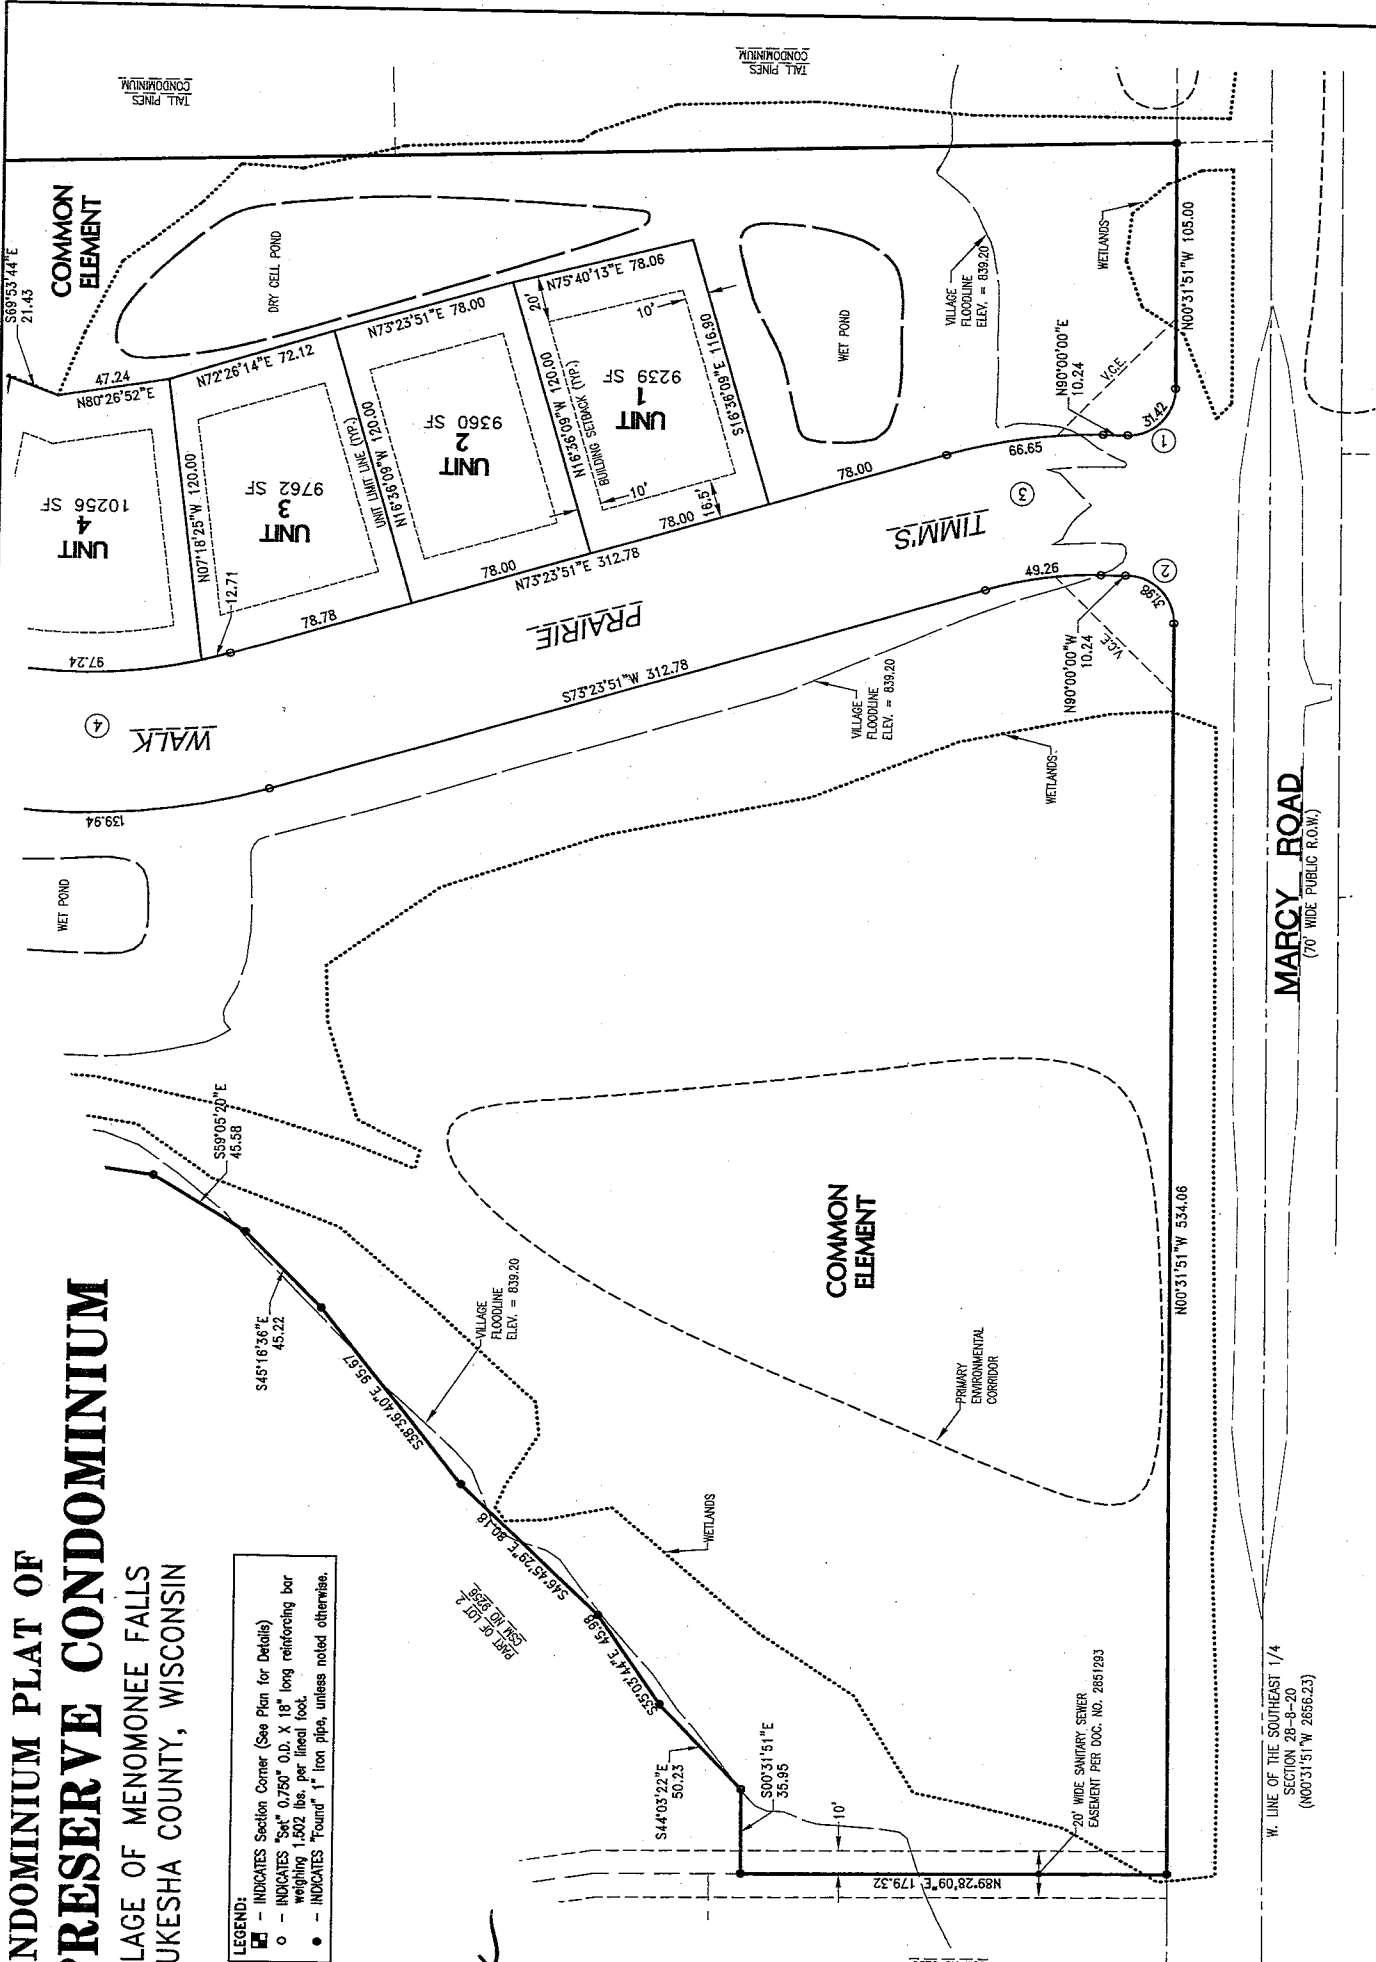 NDOMINIUM PLAT OF
PRESERVE CONDOMINIUM
LAGE OF MENOMONEE FALLS
UKESHA COUNTY, WISCONSIN
LEGEND:
- INDICATES Section Corner (See Plan for Details)
- INDICATES "Set" 0.750" O.D. X 18" long reinforcing bar
weighing 1.502 lbs. per lineal foot.
- INDICATES "Found" 1" iron pipe, unless noted otherwise.
TALL PINES
CONDOMINIUM
TALL PINES
CONDOMINIUM
COMMON
ELEMENT
S69°53'44"E
21.43
47.24
N80°26'52"E
DRY CELL POND
N72°26'14"E 72.12
N73°23'51"E 78.00
N75°40'13"E 78.06
UNIT
4
10256 SF
N07°18'25"W 120.00
UNIT
3
9762 SF
UNIT LIMIT LINE (TYP.)
N16°36'09"W 120.00
UNIT
2
9360 SF
N16°36'09"W 120.00
BUILDING SETBACK (TYP.)
UNIT
1
9239 SF
20'
10'
10'
16.5'
S16°36'09"E 116.90
WET POND
VILLAGE
FLOODLINE
ELEV. = 839.20
WETLANDS
N00°31'51"W 105.00
N90°00'00"E
10.24
V.C.E.
31.42
1
66.65
78.00
78.00
78.00
N73°23'51"E 312.78
78.78
12.71
97.24
3
TIMM'S
PRAIRIE
WALK
4
139.94
S73°23'51"W 312.78
49.26
2
31.98
N90°00'00"W
10.24
V.C.E.
VILLAGE
FLOODLINE
ELEV. = 839.20
WETLANDS
WET POND
MARCY ROAD
(70' WIDE PUBLIC R.O.W.)
N00°31'51"W 534.06
COMMON
ELEMENT
PRIMARY
ENVIRONMENTAL
CORRIDOR
S59°05'20"E
45.58
S45°16'36"E
45.22
S38°36'40"E 95.67
VILLAGE
FLOODLINE
ELEV. = 839.20
S46°45'29"E 80.18
PART OF LOT 2
CSM NO 9256
WETLANDS
S35°03'44"E 45.98
S44°03'22"E
50.23
S00°31'51"E
35.95
10'
N89°28'09"E 179.32
20' WIDE SANITARY SEWER
EASEMENT PER DOC. NO. 2851293
W. LINE OF THE SOUTHEAST 1/4
SECTION 28-8-20
(N00°31'51"W 2656.23)